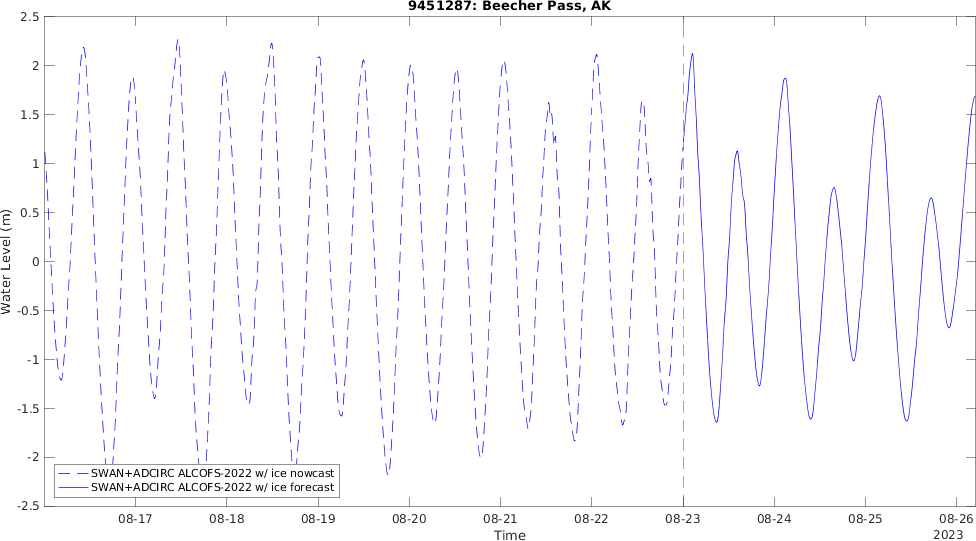 9451287: Beecher Pass, AK
2.5
2
1.5
1
0.5
0
-0.5
-1
-1.5
-2
-2.5
Water Level (m)
SWAN+ADCIRC ALCOFS-2022 w/ ice nowcast
SWAN+ADCIRC ALCOFS-2022 w/ ice forecast
08-17 08-18 08-19 08-20 08-21 08-22 08-23 08-24 08-25 08-26
Time
2023